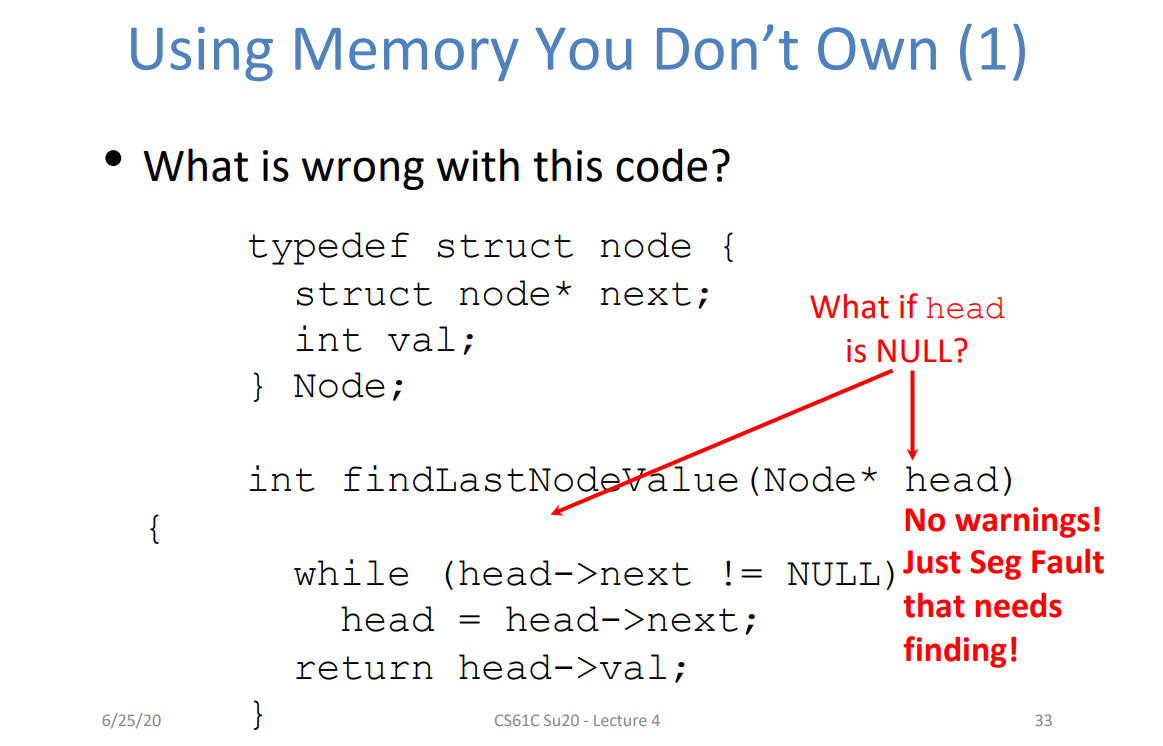 Using Memory You Don’t Own (1)
• What is wrong with this code?
typedef struct node {
struct node* next;
int val;
} Node;
What if head
is NULL?
int findLastNodeValue(Node* head)
{
while (head->next != NULL)
head = head->next;
return head->val;
}
No warnings!
Just Seg Fault
that needs
finding!
6/25/20
CS61C Su20 - Lecture 4
33